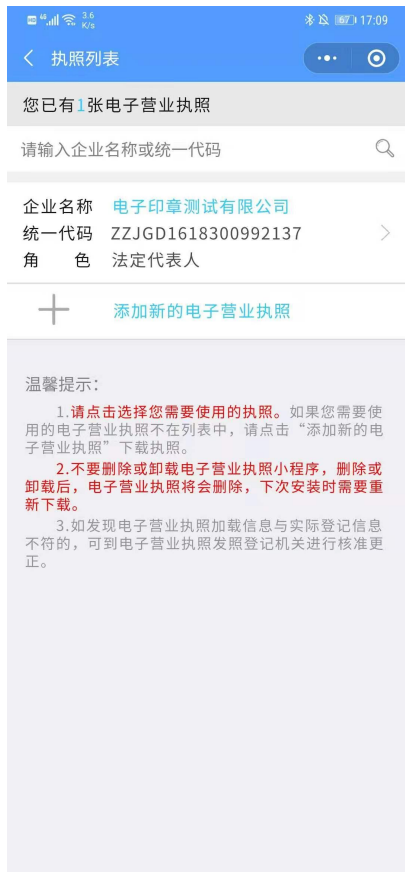 HD 4G 3.6 K/s 67 17:09
执照列表
您已有1张电子营业执照
请输入企业名称或统一代码
企业名称 电子印章测试有限公司
统一代码 ZZJGD1618300992137
角 色 法定代表人
添加新的电子营业执照
温馨提示：
1.请点击选择您需要使用的执照。如果您需要使
用的电子营业执照不在列表中，请点击“添加新的电
子营业执照”下载执照。
2.不要删除或卸载电子营业执照小程序，删除或
卸载后，电子营业执照将会删除，下次安装时需要重
新下载。
3.如发现电子营业执照加载信息与实际登记信息
不符的，可到电子营业执照发照登记机关进行核准更
正。